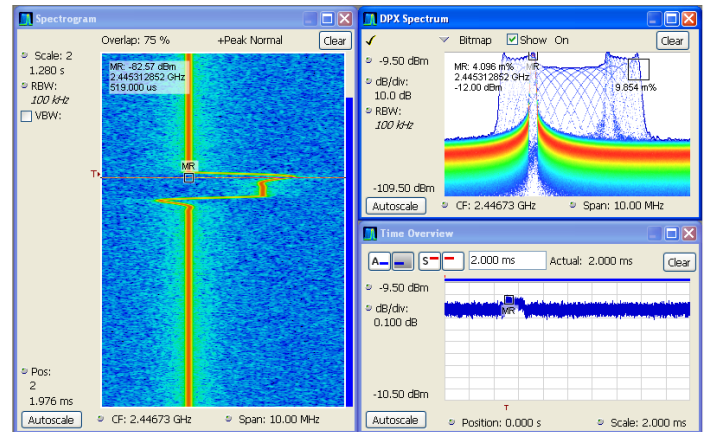 Spectrogram
Overlap: 75 %
+Peak Normal
Clear
Scale: 2
1.280 s
RBW:
100 kHz
VBW:
MR: -82.57 dBm
2.445312852 GHz
519.000 us
MR
T
Pos:
2
1.976 ms
Autoscale
CF: 2.44673 GHz
Span: 10.00 MHz
DPX Spectrum
Bitmap
Show
On
Clear
-9.50 dBm
dB/div:
10.0 dB
RBW:
100 kHz
MR: 4.096 m%
2.445312852 GHz
-12.00 dBm
MR
9.854 m%
-109.50 dBm
Autoscale
CF: 2.44673 GHz
Span: 10.00 MHz
Time Overview
A
S
2.000 ms
Actual: 2.000 ms
Clear
-9.50 dBm
dB/div:
0.100 dB
MR
-10.50 dBm
T
Autoscale
Position: 0.000 s
Scale: 2.000 ms